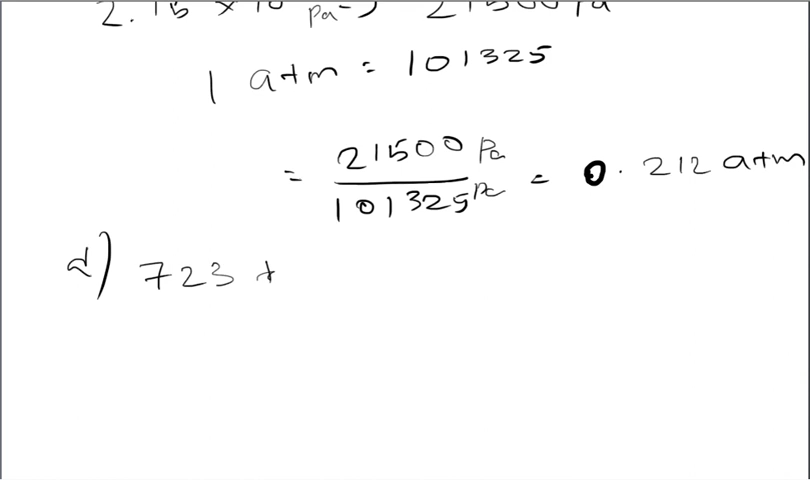 1 atm = 101325
= 21500 Pa / 101325 Pa = 0.212 atm
d) 723 t